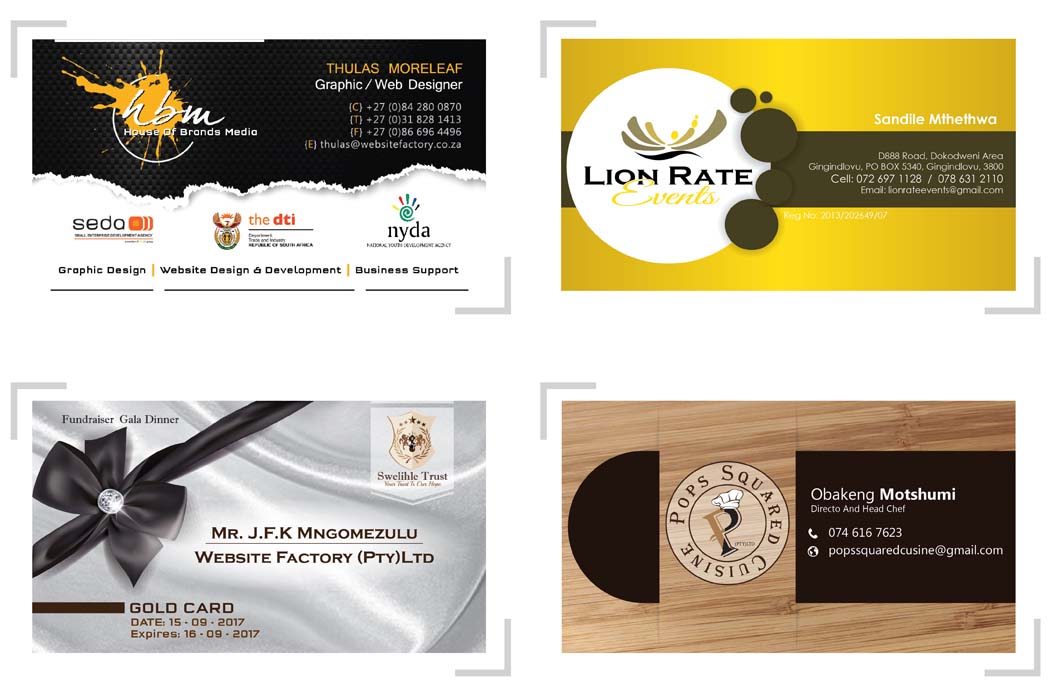 hbm
House Of Brands Media
THULAS MORELEAF
Graphic / Web Designer
(C) +27 (0)84 280 0870
(T) +27 (0)31 828 1413
(F) +27 (0)86 696 4496
(E) thulas@websitefactory.co.za
seda
SMALL ENTERPRISE DEVELOPMENT AGENCY
the dti
Department:
Trade and Industry
REPUBLIC OF SOUTH AFRICA
nyda
NATIONAL YOUTH DEVELOPMENT AGENCY
Graphic Design | Website Design & Development | Business Support
LION RATE
Events
Sandile Mthethwa
D888 Road, Dokodweni Area
Gingindlovu, PO BOX 5340, Gingindlovu, 3800
Cell: 072 697 1128 / 078 631 2110
Email: lionrateevents@gmail.com
Reg No: 2013/202649/07
Fundraiser Gala Dinner
Swelihle Trust
Your Trust Is Our Hope
MR. J.F.K MNGOMEZULU
WEBSITE FACTORY (PTY)LTD
GOLD CARD
DATE: 15 - 09 - 2017
Expires: 16 - 09 - 2017
POPS SQUARED
CUISINE
(PTY)LTD
Obakeng Motshumi
Directo And Head Chef
074 616 7623
popssquaredcusine@gmail.com